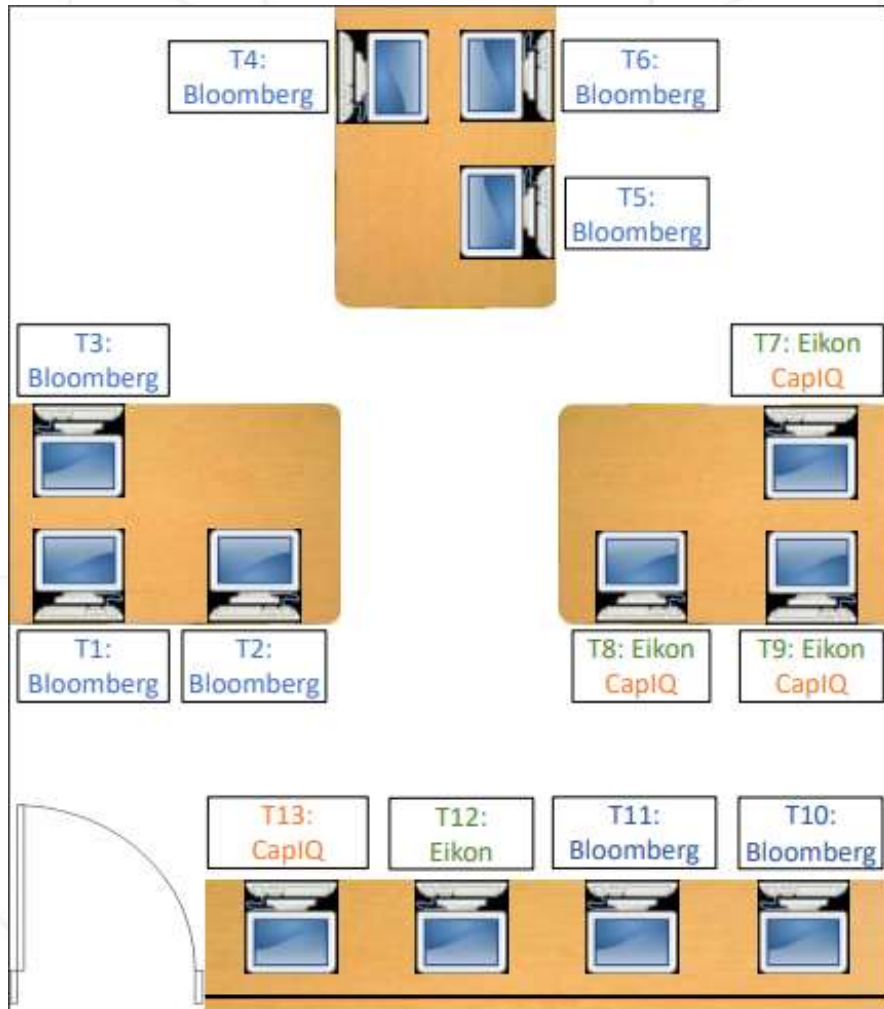 T4:
Bloomberg
T6:
Bloomberg
T5:
Bloomberg
T3:
Bloomberg
T7: Eikon
CapIQ
T1:
Bloomberg
T2:
Bloomberg
T8: Eikon
CapIQ
T9: Eikon
CapIQ
T13:
CapIQ
T12:
Eikon
T11:
Bloomberg
T10:
Bloomberg